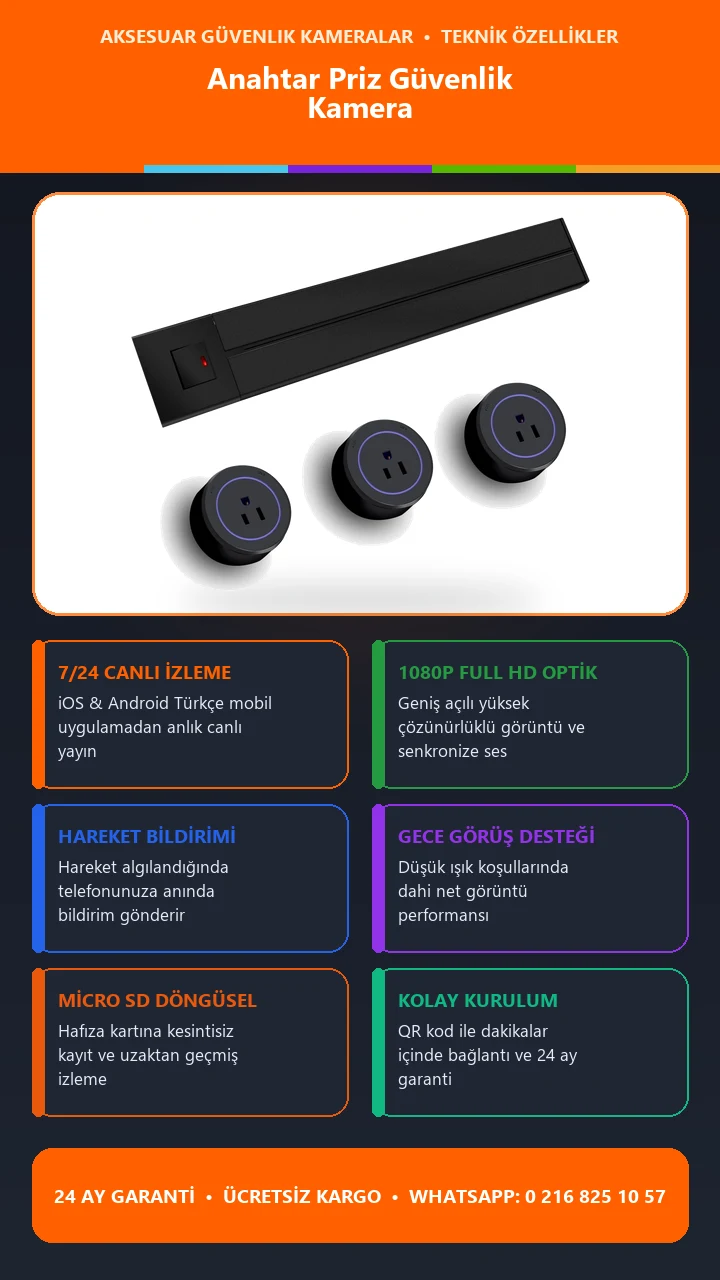 AKSESUAR GÜVENLIK KAMERALAR • TEKNİK ÖZELLİKLER
Anahtar Priz Güvenlik
Kamera
7/24 CANLI İZLEME
iOS & Android Türkçe mobil
uygulamadan anlık canlı
yayın
1080P FULL HD OPTİK
Geniş açılı yüksek
çözünürlüklü görüntü ve
senkronize ses
HAREKET BİLDİRİMİ
Hareket algılandığında
telefonunuza anında
bildirim gönderir
GECE GÖRÜŞ DESTEĞİ
Düşük ışık koşullarında
dahi net görüntü
performansı
MİCRO SD DÖNGÜSEL
Hafıza kartına kesintisiz
kayıt ve uzaktan geçmiş
izleme
KOLAY KURULUM
QR kod ile dakikalar
içinde bağlantı ve 24 ay
garanti
24 AY GARANTİ • ÜCRETSİZ KARGO • WHATSAPP: 0 216 825 10 57